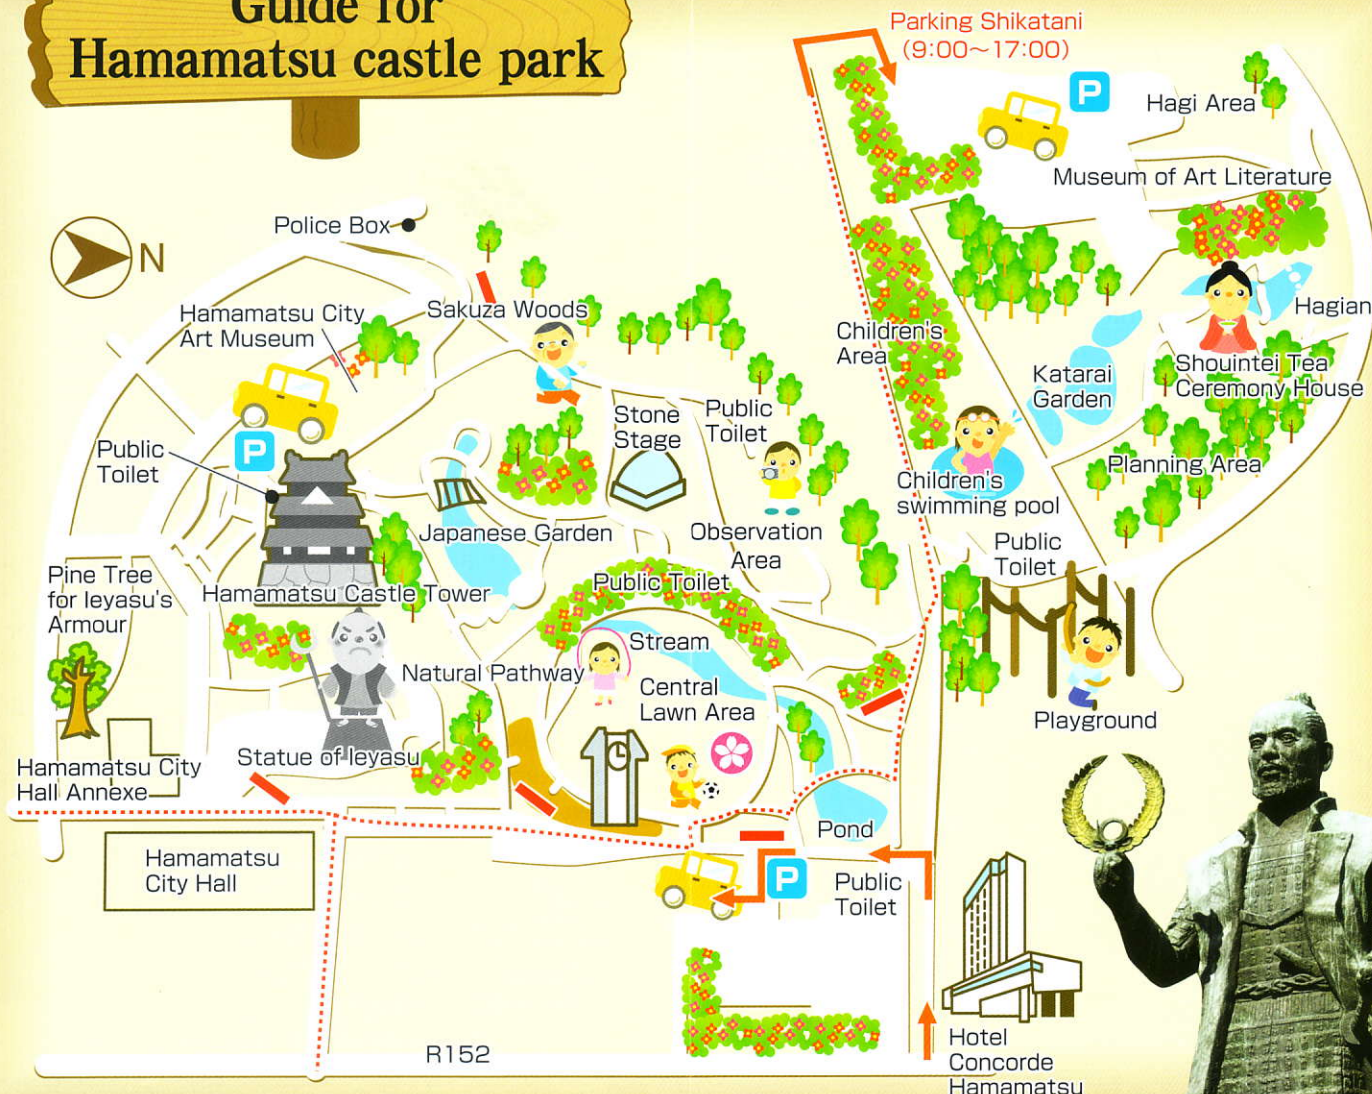 Guide for
Hamamatsu castle park
Parking Shikatani
(9:00～17:00)
P
Hagi Area
Museum of Art Literature
Police Box
N
Hamamatsu City
Art Museum
Sakuza Woods
Hagian
Children's
Area
Shouintei Tea
Ceremony House
Katarai
Garden
Stone
Stage
Public
Toilet
Public
Toilet
P
Planning Area
Children's
swimming pool
Japanese Garden
Observation
Area
Public
Toilet
Pine Tree
for Ieyasu's
Armour
Hamamatsu Castle Tower
Public Toilet
Stream
Natural Pathway
Central
Lawn Area
Playground
Statue of Ieyasu
Hamamatsu City
Hall Annexe
Pond
Hamamatsu
City Hall
P
Public
Toilet
R152
Hotel
Concorde
Hamamatsu